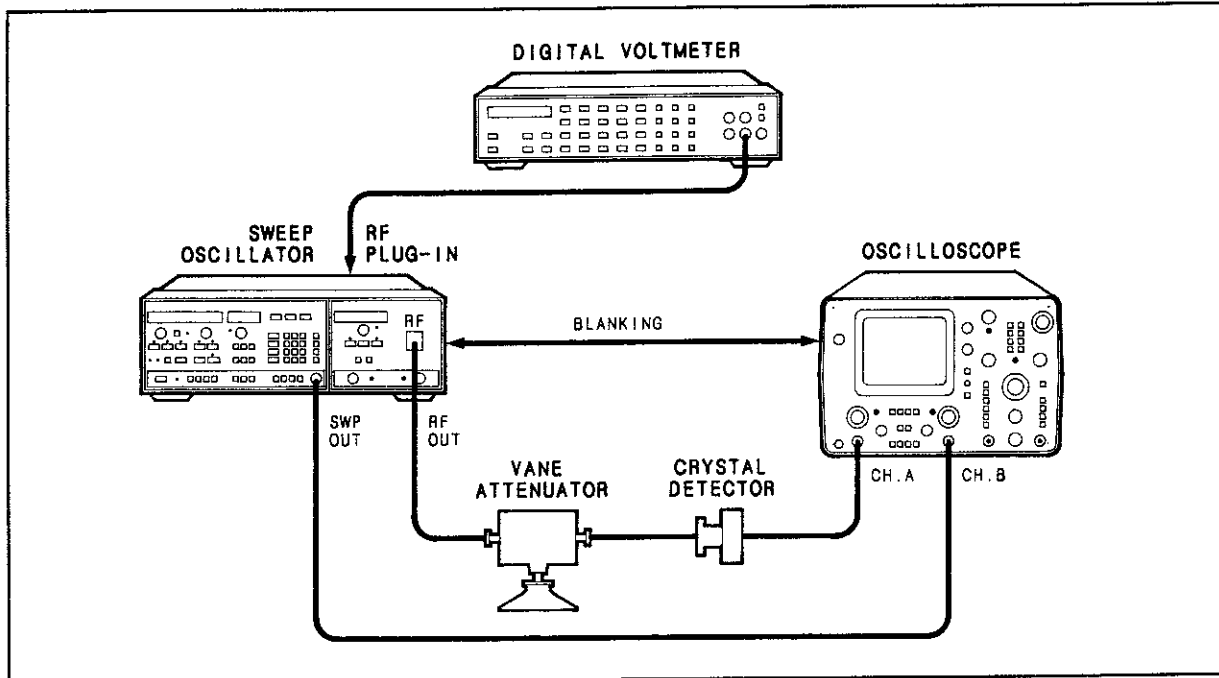 DIGITAL VOLTMETER
SWEEP
OSCILLATOR
RF
PLUG-IN
OSCILLOSCOPE
RF
BLANKING
SWP
OUT
RF
OUT
VANE
ATTENUATOR
CRYSTAL
DETECTOR
CH.A
CH.B